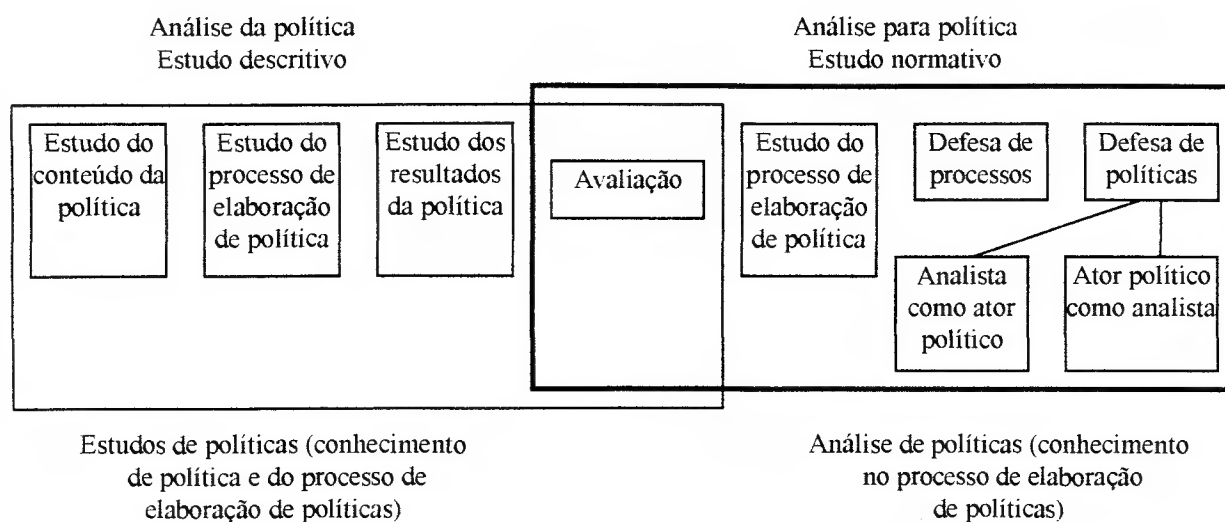 Análise da política
Estudo descritivo
Análise para política
Estudo normativo
Estudo do
conteúdo da
política
Estudo do
processo de
elaboração
de política
Estudo dos
resultados
da política
Avaliação
Estudo do
processo de
elaboração
de política
Defesa de
processos
Defesa de
políticas
Analista
como ator
político
Ator político
como analista
Estudos de políticas (conhecimento
de política e do processo de
elaboração de políticas)
Análise de políticas (conhecimento
no processo de elaboração
de políticas)